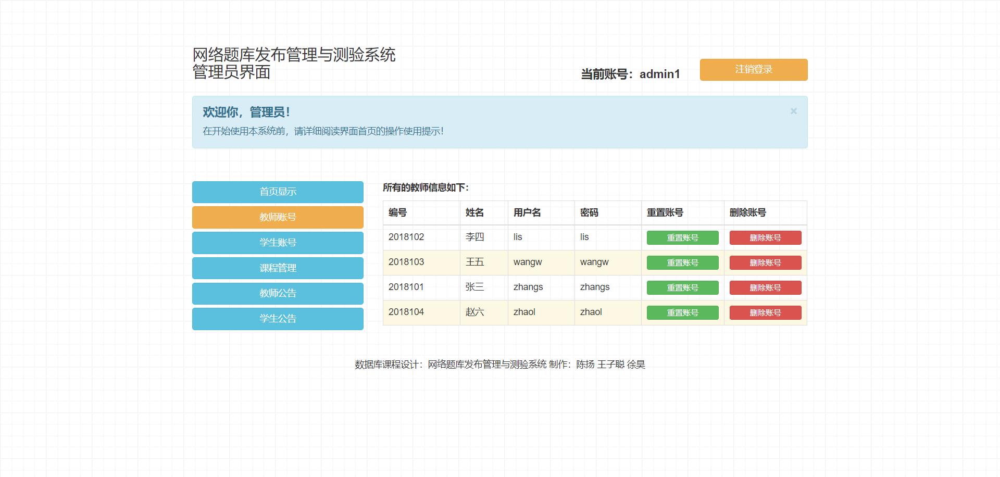 网络题库发布管理与测验系统
管理员界面
当前账号：admin1
注销登录
欢迎你，管理员！
×
在开始使用本系统前，请详细阅读界面首页的操作使用提示！
首页显示
教师账号
学生账号
课程管理
教师公告
学生公告
所有的教师信息如下：
编号 姓名 用户名 密码 重置账号 删除账号
2018102 李四 lis lis 重置账号 删除账号
2018103 王五 wangw wangw 重置账号 删除账号
2018101 张三 zhangs zhangs 重置账号 删除账号
2018104 赵六 zhaol zhaol 重置账号 删除账号
数据库课程设计：网络题库发布管理与测验系统 制作：陈扬 王子聪 徐昊